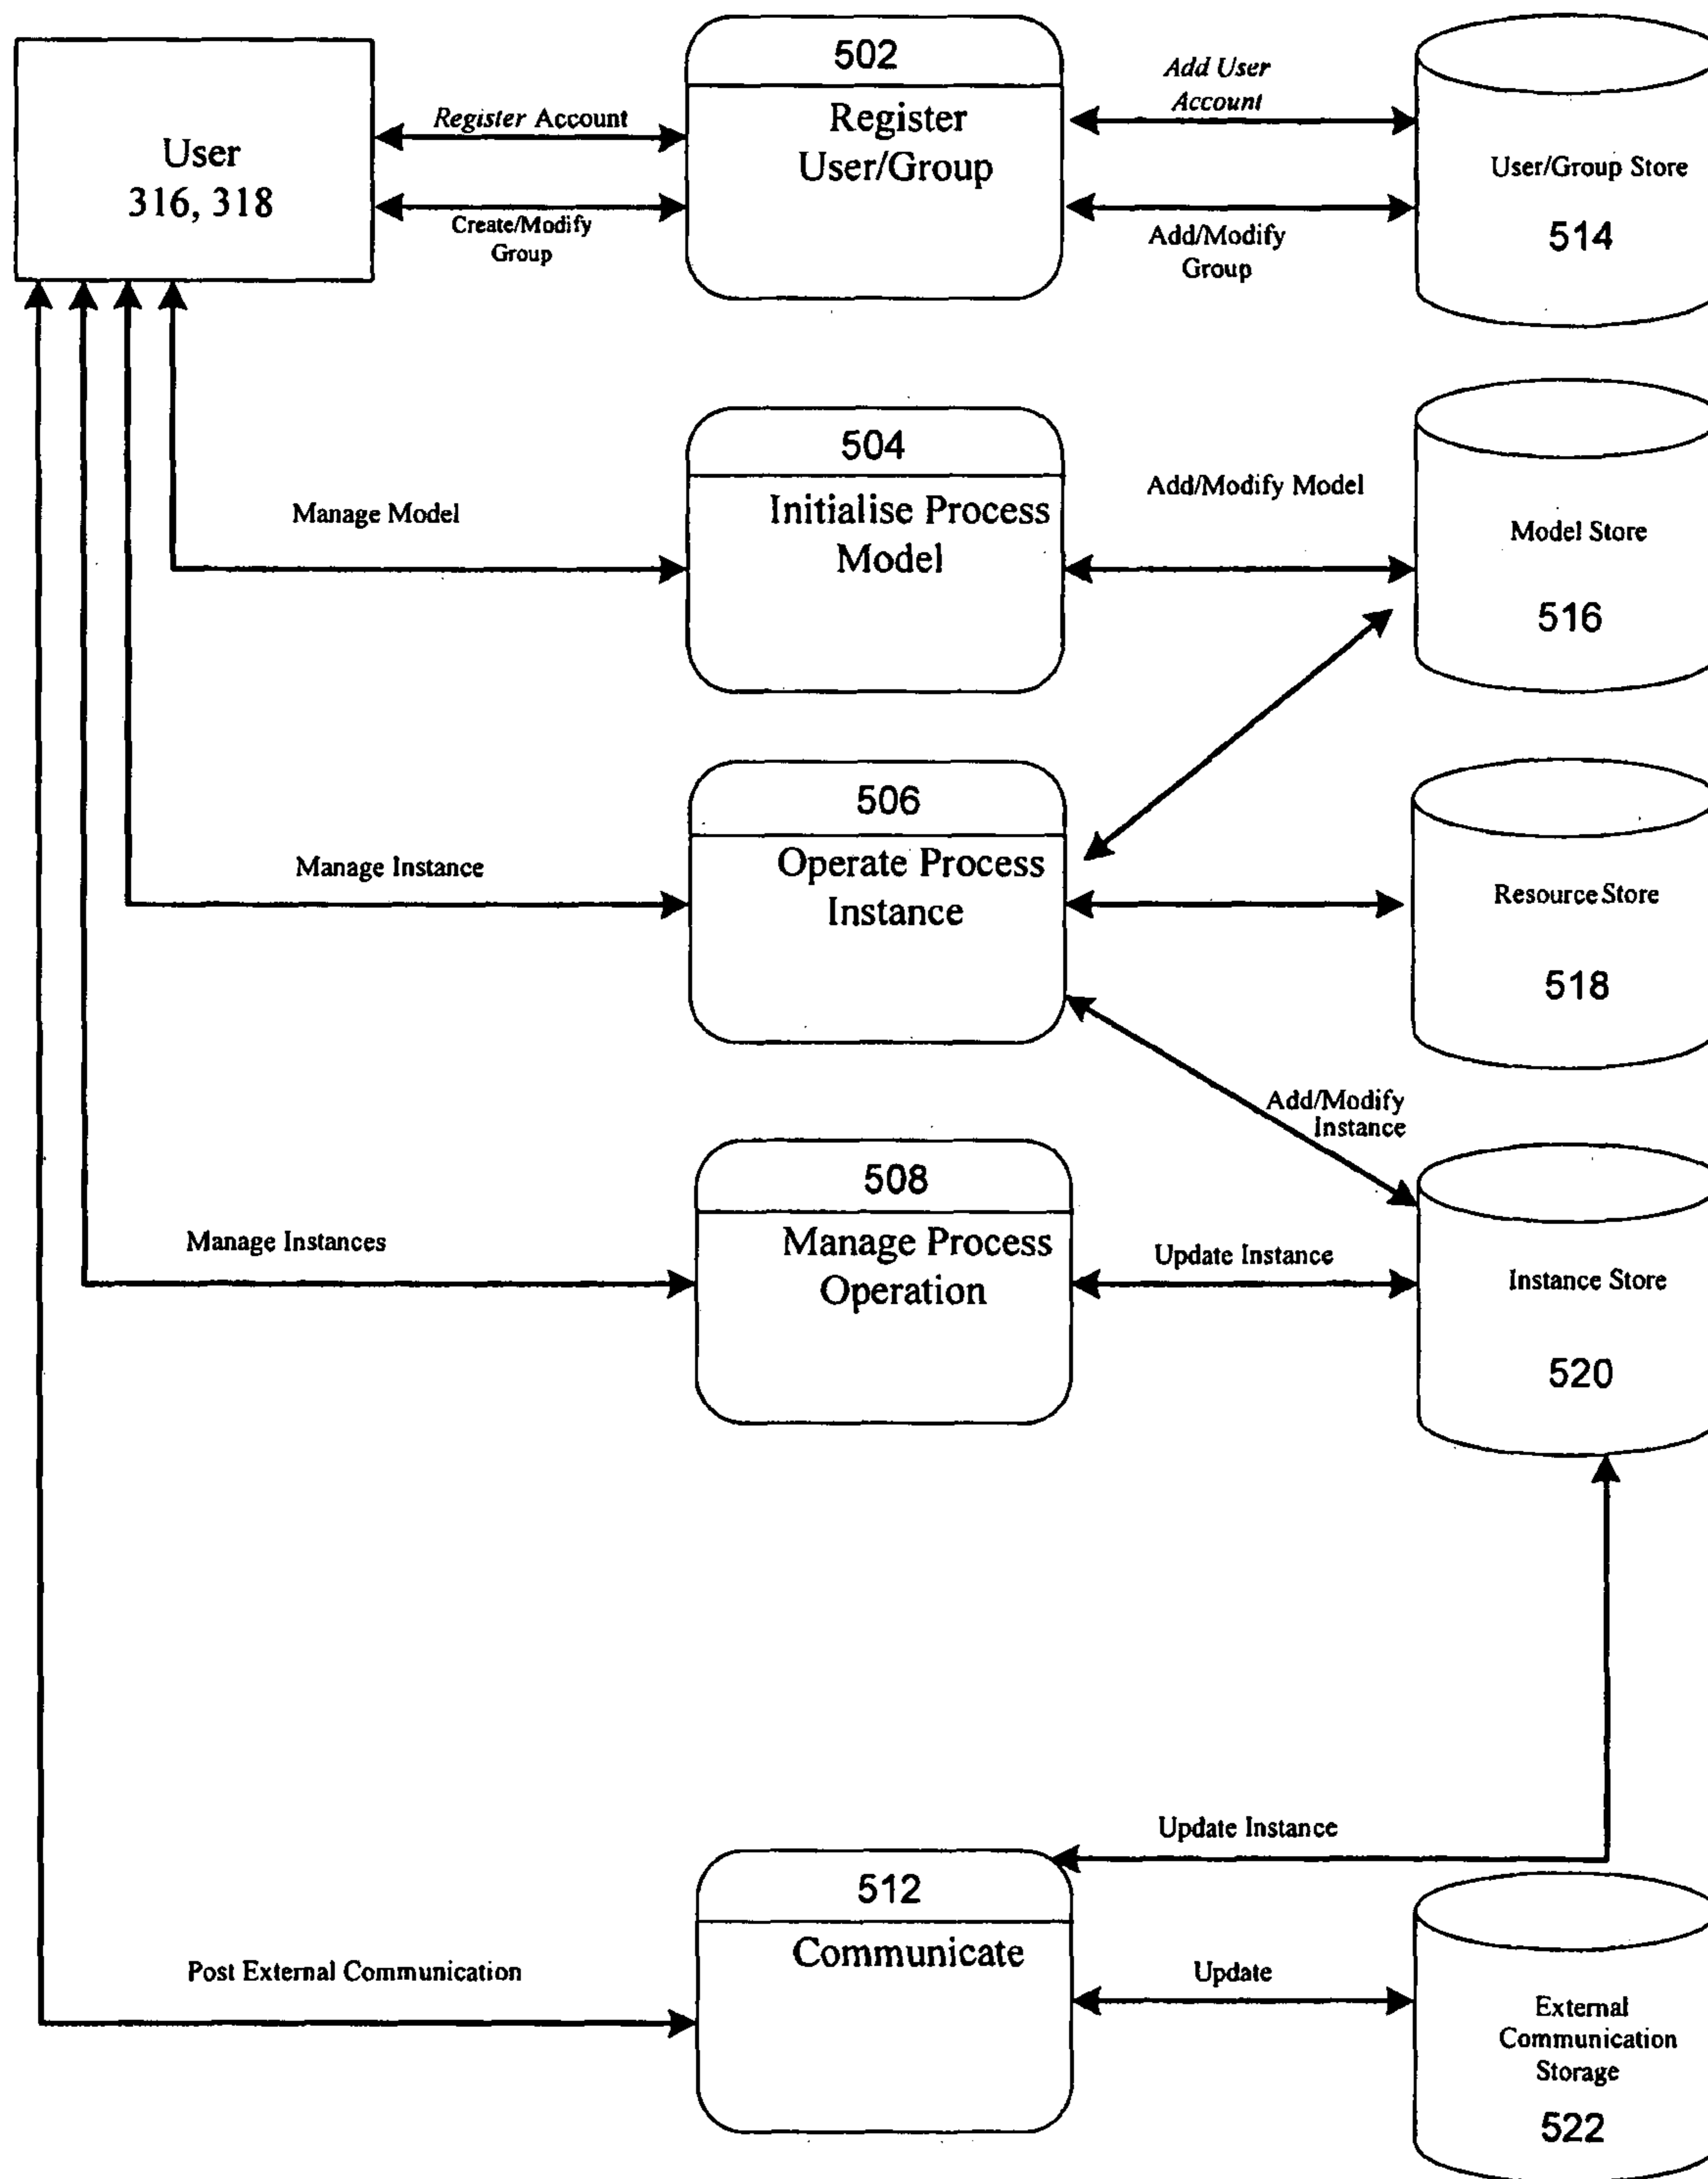 502
Register
User/Group
User
316, 318
Register Account
Create/Modify
Group
Add User
Account
Add/Modify
Group
User/Group Store
514
504
Initialise Process
Model
Manage Model
Add/Modify Model
Model Store
516
506
Operate Process
Instance
Manage Instance
Resource Store
518
Add/Modify
Instance
508
Manage Process
Operation
Manage Instances
Update Instance
Instance Store
520
Update Instance
512
Communicate
Post External Communication
Update
External
Communication
Storage
522